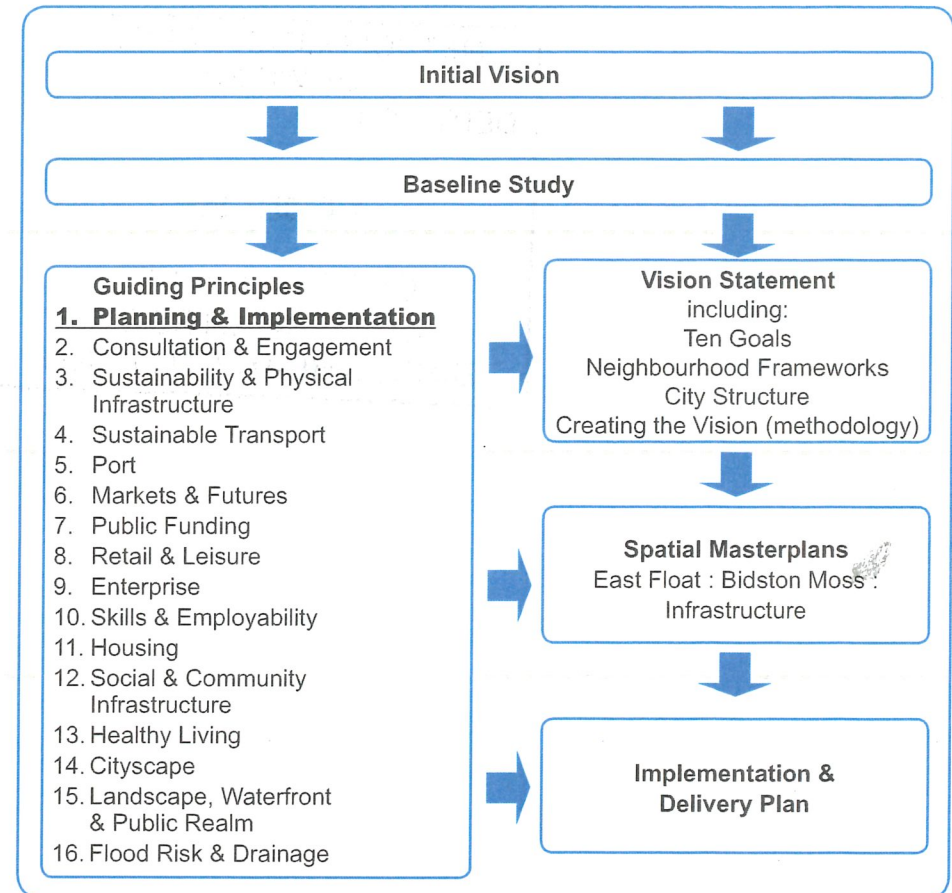 Initial Vision
Baseline Study
Guiding Principles
1. Planning & Implementation
2. Consultation & Engagement
3. Sustainability & Physical
Infrastructure
4. Sustainable Transport
5. Port
6. Markets & Futures
7. Public Funding
8. Retail & Leisure
9. Enterprise
10. Skills & Employability
11. Housing
12. Social & Community
Infrastructure
13. Healthy Living
14. Cityscape
15. Landscape, Waterfront
& Public Realm
16. Flood Risk & Drainage
Vision Statement
including:
Ten Goals
Neighbourhood Frameworks
City Structure
Creating the Vision (methodology)
Spatial Masterplans
East Float : Bidston Moss :
Infrastructure
Implementation &
Delivery Plan